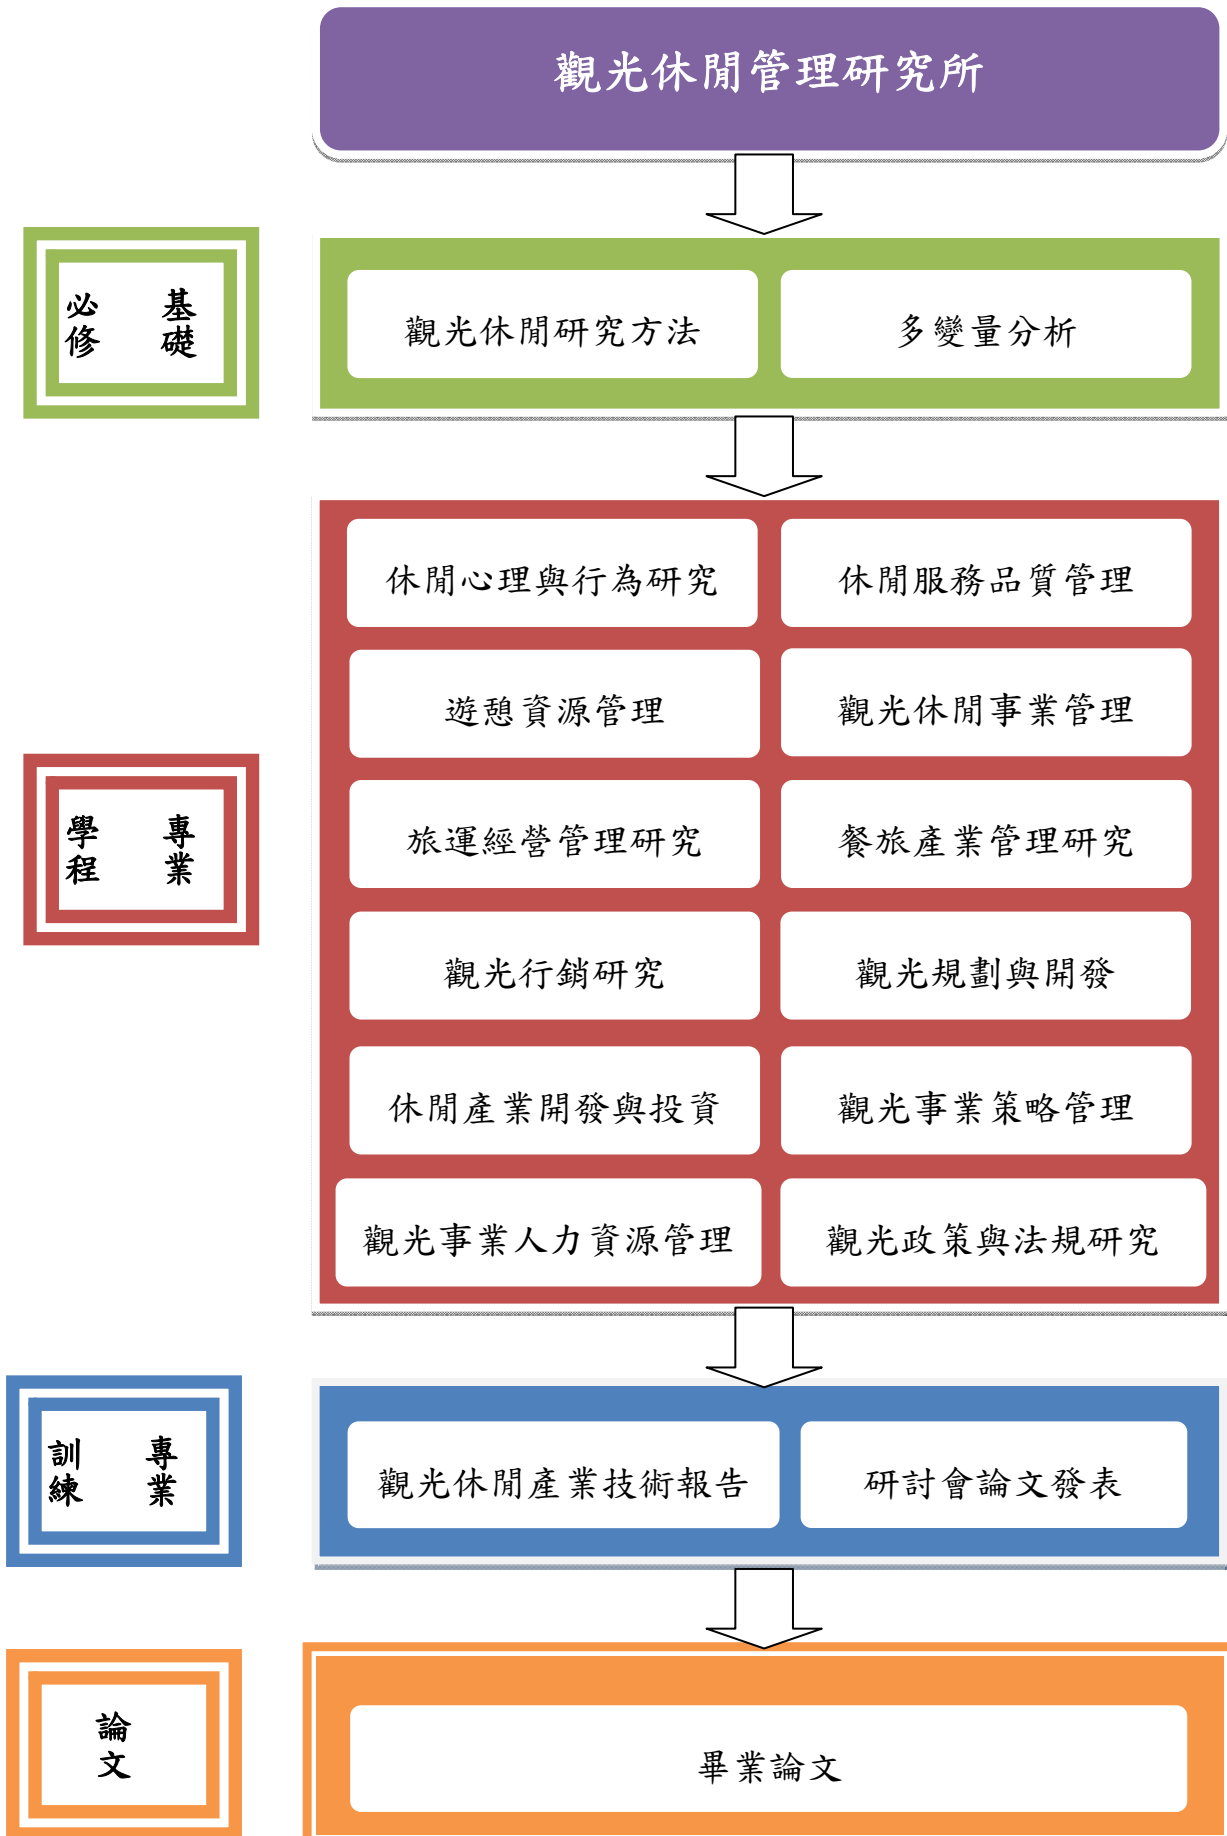 觀光休閒管理研究所
基礎
必修
觀光休閒研究方法
多變量分析
專業
學程
休閒心理與行為研究
休閒服務品質管理
遊憩資源管理
觀光休閒事業管理
旅運經營管理研究
餐旅產業管理研究
觀光行銷研究
觀光規劃與開發
休閒產業開發與投資
觀光事業策略管理
觀光事業人力資源管理
觀光政策與法規研究
專業
訓練
觀光休閒產業技術報告
研討會論文發表
論文
畢業論文